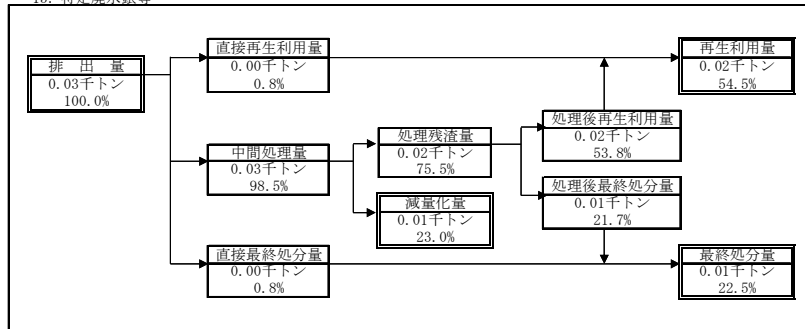 排 出 量
0.03千トン
100.0%
直接再生利用量
0.00千トン
0.8%
再生利用量
0.02千トン
54.5%
中間処理量
0.03千トン
98.5%
処理残渣量
0.02千トン
75.5%
処理後再生利用量
0.02千トン
53.8%
減量化量
0.01千トン
23.0%
処理後最終処分量
0.01千トン
21.7%
直接最終処分量
0.00千トン
0.8%
最終処分量
0.01千トン
22.5%